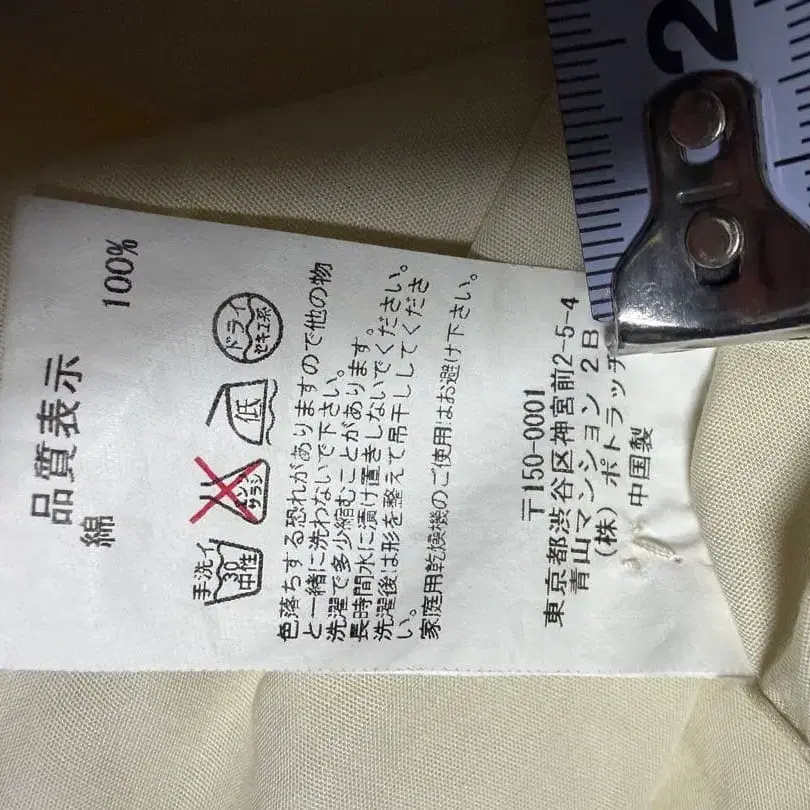 品質表示
綿 100%
手洗イ
30
中性
エンソ
サラシ
低
ドライ
セキユ系
色落ちする恐れがありますので他の物
と一緒に洗わないで下さい。
洗濯で多少縮むことがあります。
長時間水に漬け置きしないでください。
洗濯後は形を整えて吊干ししてくださ
い。
家庭用乾燥機のご使用はお避け下さい。
〒150-0001
東京都渋谷区神宮前2-5-4
青山マンション 2B
(株) ポトラッチ
中国製
2